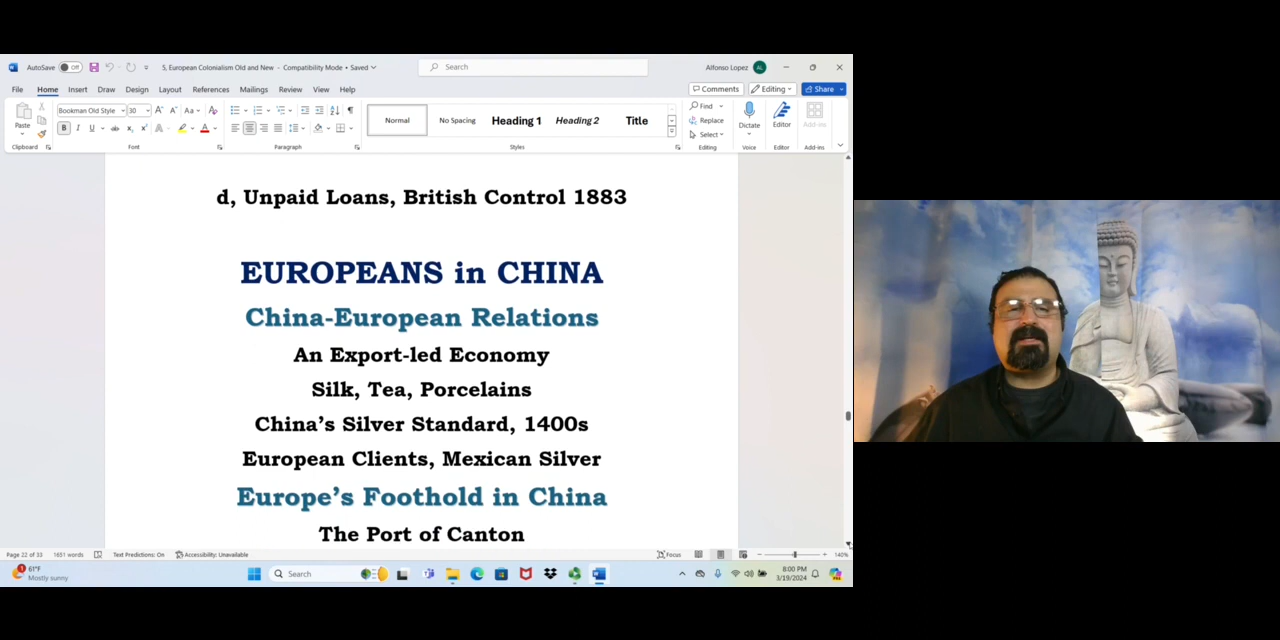 AutoSave Off 5, European Colonialism Old and New - Compatibility Mode • Saved Search Alfonso Lopez AL
File Home Insert Draw Design Layout References Mailings Review View Help Comments Editing Share
Paste Bookman Old Style 30 Aa Normal No Spacing Heading 1 Heading 2 Title Find Replace Select Dictate Editor Add-ins
Clipboard Font Paragraph Styles Editing Voice Editor Add-ins
d, Unpaid Loans, British Control 1883
EUROPEANS in CHINA
China-European Relations
An Export-led Economy
Silk, Tea, Porcelains
China's Silver Standard, 1400s
European Clients, Mexican Silver
Europe's Foothold in China
The Port of Canton
Page 22 of 33 1651 words Text Predictions: On Accessibility: Unavailable Focus 140%
1 61°F
Mostly sunny
Search
8:00 PM
3/19/2024